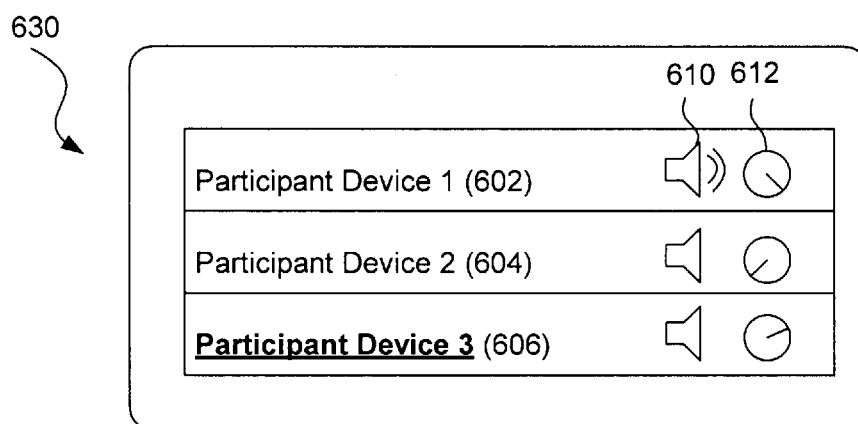 630
610 612
Participant Device 1 (602)
Participant Device 2 (604)
Participant Device 3 (606)